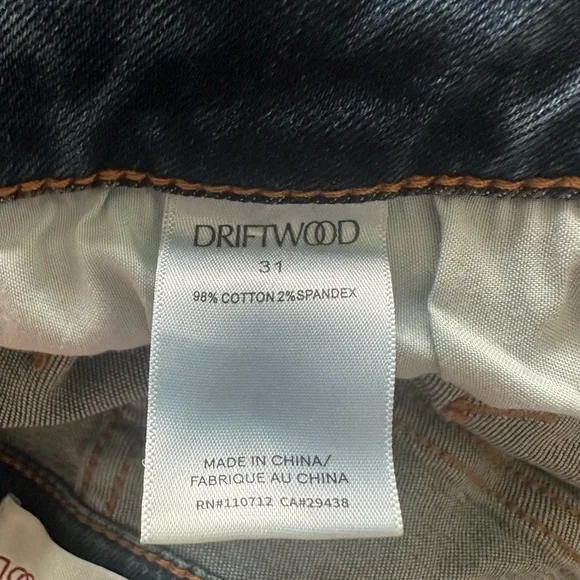 DRIFTWOOD
31
98% COTTON 2% SPANDEX
MADE IN CHINA/
FABRIQUE AU CHINA
RN#110712 CA#29438